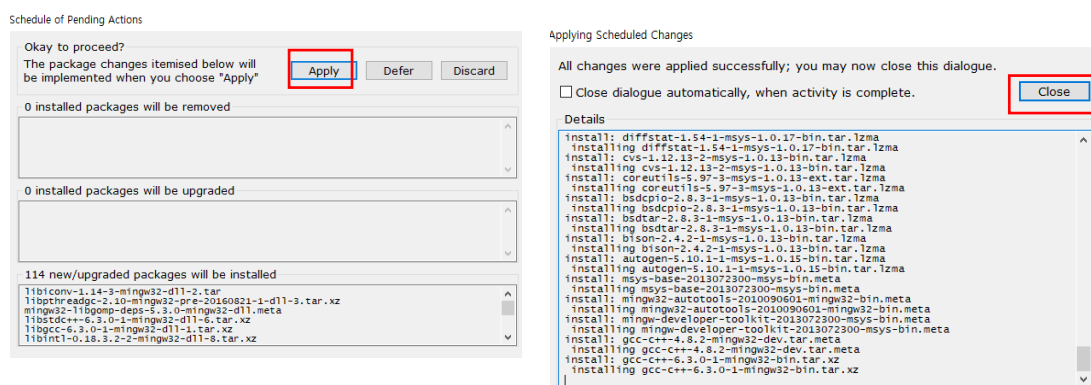 Schedule of Pending Actions
Okay to proceed?
The package changes itemised below will
be implemented when you choose "Apply"
Apply
Defer
Discard
0 installed packages will be removed
0 installed packages will be upgraded
114 new/upgraded packages will be installed
libiconv-1.14-3-mingw32-dll-2.tar
libpthreadgc-2.10-mingw32-pre-20160821-1-dll-3.tar.xz
mingw32-libgomp-deps-5.3.0-mingw32-dll.meta
libstdc++-6.3.0-1-mingw32-dll-6.tar.xz
libgcc-6.3.0-1-mingw32-dll-1.tar.xz
libintl-0.18.3.2-2-mingw32-dll-8.tar.xz
Applying Scheduled Changes
All changes were applied successfully; you may now close this dialogue.
Close dialogue automatically, when activity is complete.
Close
Details
install: diffstat-1.54-1-msys-1.0.17-bin.tar.lzma
installing diffstat-1.54-1-msys-1.0.17-bin.tar.lzma
install: cvs-1.12.13-2-msys-1.0.13-bin.tar.lzma
installing cvs-1.12.13-2-msys-1.0.13-bin.tar.lzma
install: coreutils-5.97-3-msys-1.0.13-ext.tar.lzma
installing coreutils-5.97-3-msys-1.0.13-ext.tar.lzma
install: bsdcpio-2.8.3-1-msys-1.0.13-bin.tar.lzma
installing bsdcpio-2.8.3-1-msys-1.0.13-bin.tar.lzma
install: bsdtar-2.8.3-1-msys-1.0.13-bin.tar.lzma
installing bsdtar-2.8.3-1-msys-1.0.13-bin.tar.lzma
install: bison-2.4.2-1-msys-1.0.13-bin.tar.lzma
installing bison-2.4.2-1-msys-1.0.13-bin.tar.lzma
install: autogen-5.10.1-1-msys-1.0.15-bin.tar.lzma
installing autogen-5.10.1-1-msys-1.0.15-bin.tar.lzma
install: msys-base-2013072300-msys-bin.meta
installing msys-base-2013072300-msys-bin.meta
install: mingw32-autotools-2010090601-mingw32-bin.meta
installing mingw32-autotools-2010090601-mingw32-bin.meta
install: mingw-developer-toolkit-2013072300-msys-bin.meta
installing mingw-developer-toolkit-2013072300-msys-bin.meta
install: gcc-c++-4.8.2-mingw32-dev.tar.meta
installing gcc-c++-4.8.2-mingw32-dev.tar.meta
install: gcc-c++-6.3.0-1-mingw32-bin.tar.xz
installing gcc-c++-6.3.0-1-mingw32-bin.tar.xz